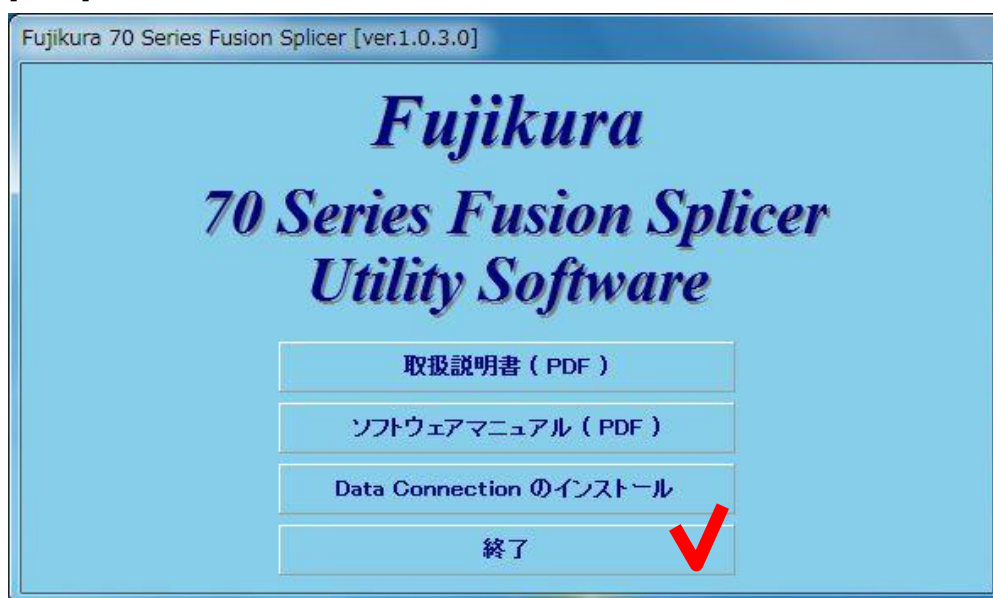 Fujikura 70 Series Fusion Splicer [ver.1.0.3.0]
Fujikura
70 Series Fusion Splicer
Utility Software
取扱説明書 ( PDF )
ソフトウェアマニュアル ( PDF )
Data Connection のインストール
終了